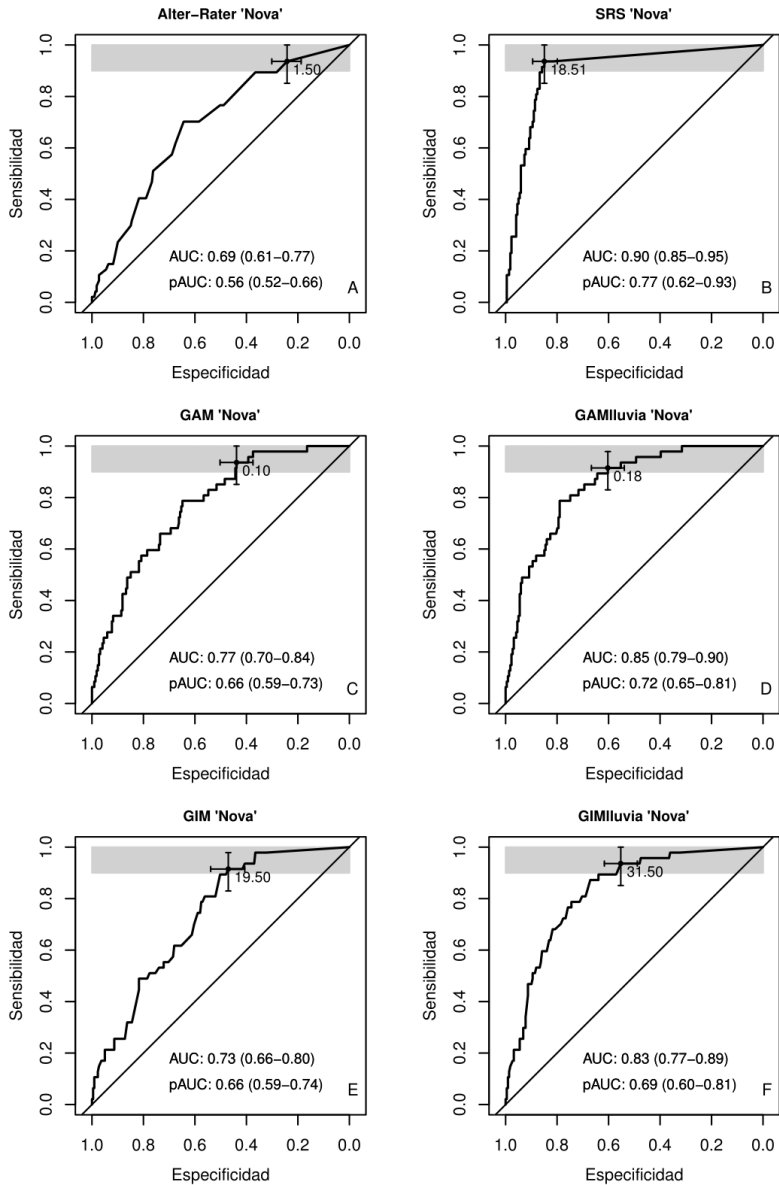 Alter−Rater 'Nova'
Sensibilidad
0.0 0.2 0.4 0.6 0.8 1.0
1.50
AUC: 0.69 (0.61−0.77)
pAUC: 0.56 (0.52−0.66)
A
1.0 0.8 0.6 0.4 0.2 0.0
Especificidad
SRS 'Nova'
Sensibilidad
0.0 0.2 0.4 0.6 0.8 1.0
18.51
AUC: 0.90 (0.85−0.95)
pAUC: 0.77 (0.62−0.93)
B
1.0 0.8 0.6 0.4 0.2 0.0
Especificidad
GAM 'Nova'
Sensibilidad
0.0 0.2 0.4 0.6 0.8 1.0
0.10
AUC: 0.77 (0.70−0.84)
pAUC: 0.66 (0.59−0.73)
C
1.0 0.8 0.6 0.4 0.2 0.0
Especificidad
GAMlluvia 'Nova'
Sensibilidad
0.0 0.2 0.4 0.6 0.8 1.0
0.18
AUC: 0.85 (0.79−0.90)
pAUC: 0.72 (0.65−0.81)
D
1.0 0.8 0.6 0.4 0.2 0.0
Especificidad
GIM 'Nova'
Sensibilidad
0.0 0.2 0.4 0.6 0.8 1.0
19.50
AUC: 0.73 (0.66−0.80)
pAUC: 0.66 (0.59−0.74)
E
1.0 0.8 0.6 0.4 0.2 0.0
Especificidad
GIMlluvia 'Nova'
Sensibilidad
0.0 0.2 0.4 0.6 0.8 1.0
31.50
AUC: 0.83 (0.77−0.89)
pAUC: 0.69 (0.60−0.81)
F
1.0 0.8 0.6 0.4 0.2 0.0
Especificidad